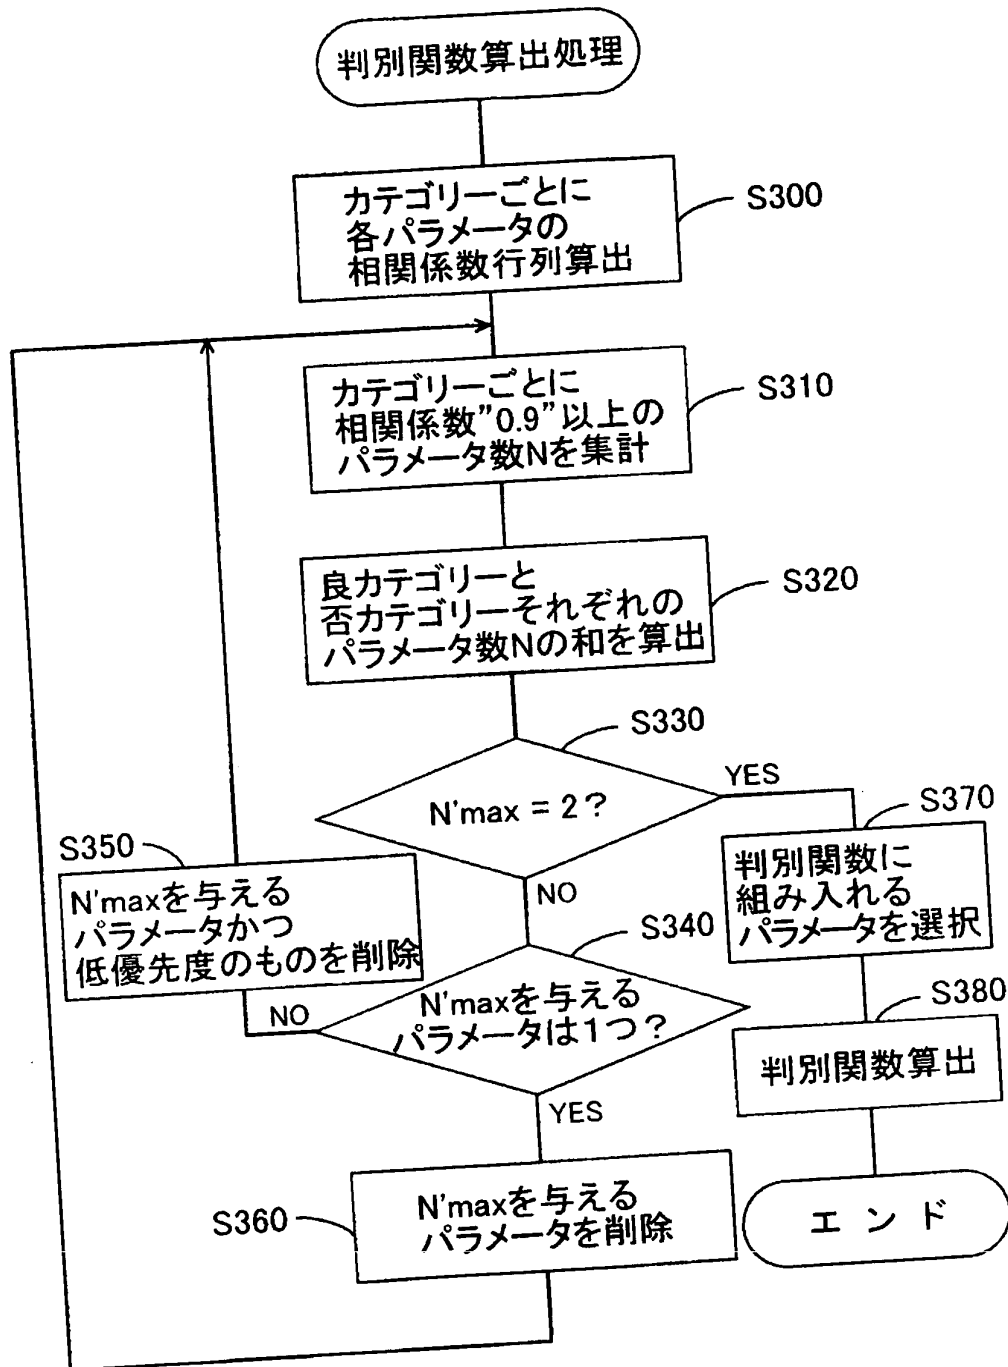 判別関数算出処理
カテゴリーごとに
各パラメータの
相関係数行列算出
S300
カテゴリーごとに
相関係数”0.9”以上の
パラメータ数Nを集計
S310
良カテゴリーと
否カテゴリーそれぞれの
パラメータ数Nの和を算出
S320
S330
N'max = 2?
YES
NO
S370
判別関数に
組み入れる
パラメータを選択
S350
N'maxを与える
パラメータかつ
低優先度のものを削除
S340
N'maxを与える
パラメータは1つ?
NO
YES
S380
判別関数算出
S360
N'maxを与える
パラメータを削除
エンド